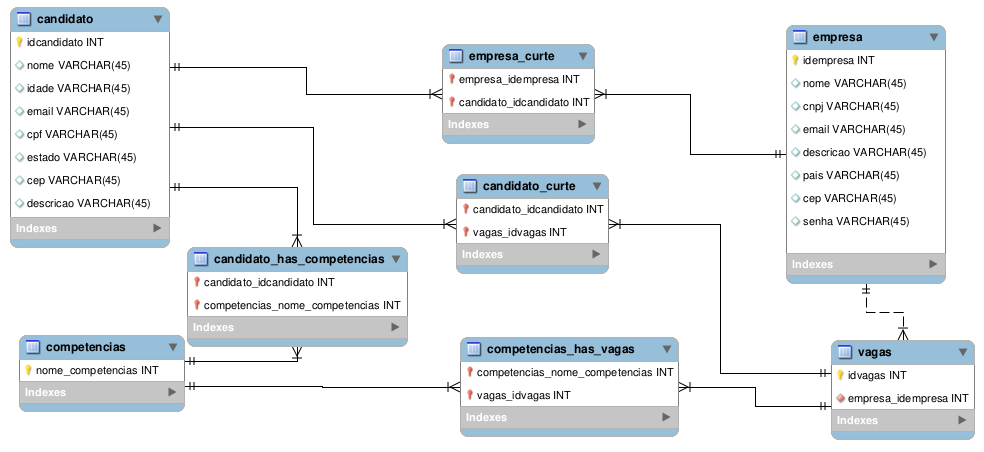 candidato
idcandidato INT
nome VARCHAR(45)
idade VARCHAR(45)
email VARCHAR(45)
cpf VARCHAR(45)
estado VARCHAR(45)
cep VARCHAR(45)
descricao VARCHAR(45)
Indexes
empresa_curte
empresa_idempresa INT
candidato_idcandidato INT
Indexes
empresa
idempresa INT
nome VARCHAR(45)
cnpj VARCHAR(45)
email VARCHAR(45)
descricao VARCHAR(45)
pais VARCHAR(45)
cep VARCHAR(45)
senha VARCHAR(45)
Indexes
candidato_curte
candidato_idcandidato INT
vagas_idvagas INT
Indexes
candidato_has_competencias
candidato_idcandidato INT
competencias_nome_competencias INT
Indexes
competencias
nome_competencias INT
Indexes
competencias_has_vagas
competencias_nome_competencias INT
vagas_idvagas INT
Indexes
vagas
idvagas INT
empresa_idempresa INT
Indexes